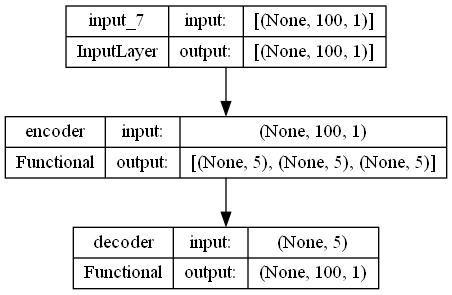 input_7 input: [(None, 100, 1)]
InputLayer output: [(None, 100, 1)]
encoder input: (None, 100, 1)
Functional output: [(None, 5), (None, 5), (None, 5)]
decoder input: (None, 5)
Functional output: (None, 100, 1)